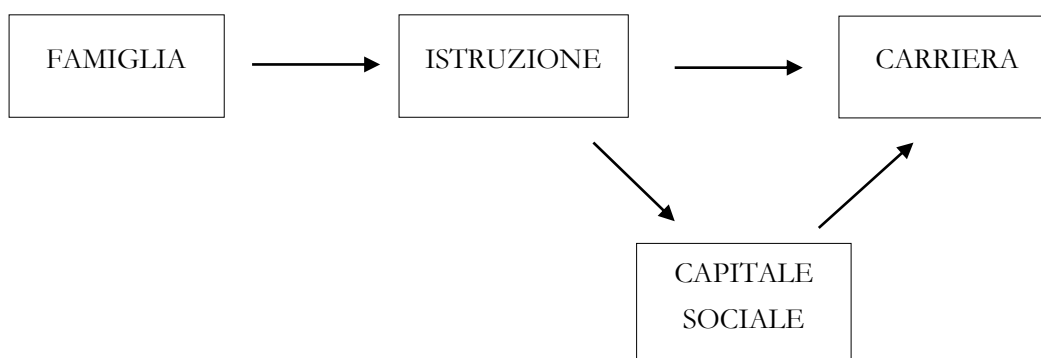 FAMIGLIA
ISTRUZIONE
CARRIERA
CAPITALE
SOCIALE